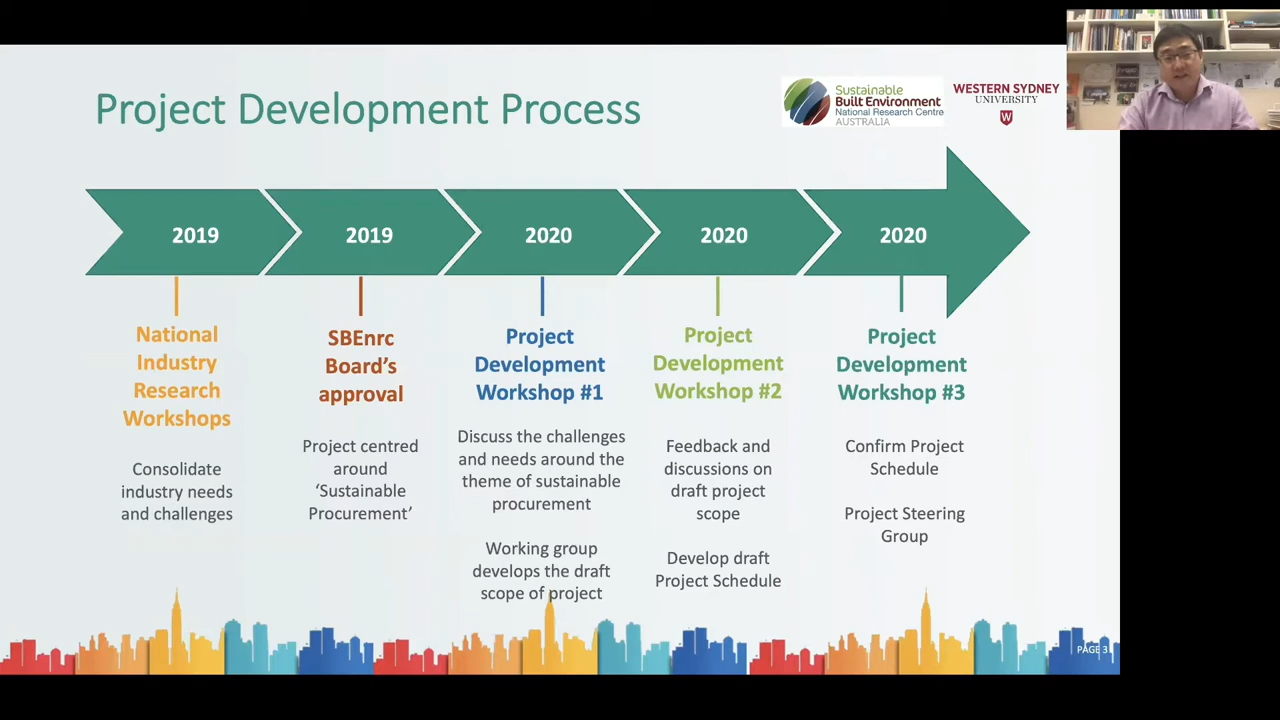 Project Development Process
Sustainable
Built Environment
National Research Centre
AUSTRALIA
WESTERN SYDNEY
UNIVERSITY
W
2019
2019
2020
2020
2020
National
Industry
Research
Workshops
Consolidate
industry needs
and challenges
SBEnrc
Board's
approval
Project centred
around
‘Sustainable
Procurement’
Project
Development
Workshop #1
Discuss the challenges
and needs around the
theme of sustainable
procurement
Working group
develops the draft
scope of project
Project
Development
Workshop #2
Feedback and
discussions on
draft project
scope
Develop draft
Project Schedule
Project
Development
Workshop #3
Confirm Project
Schedule
Project Steering
Group
PAGE 3